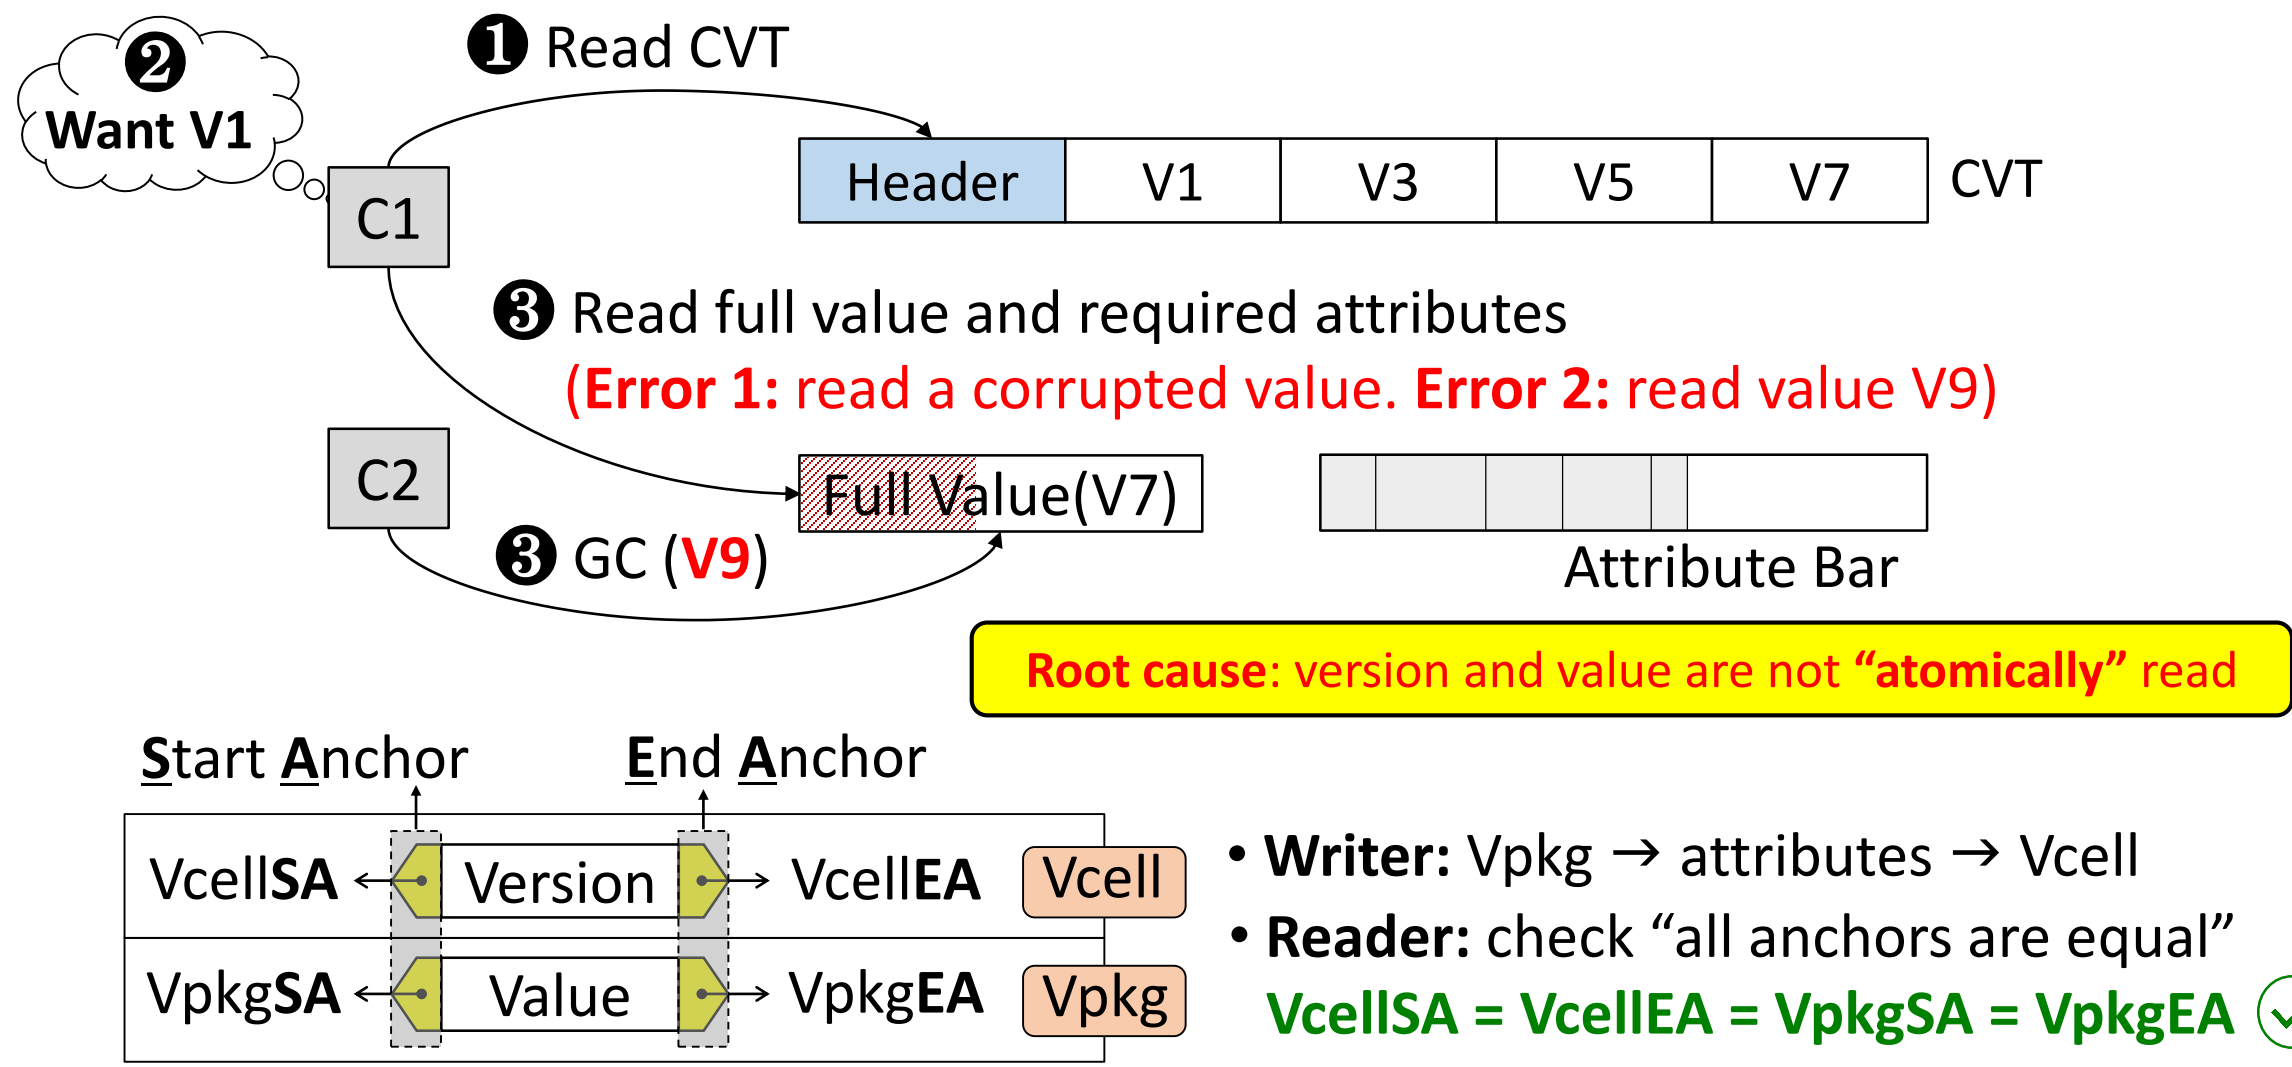 ❶ Read CVT
❷
Want V1
C1
Header V1 V3 V5 V7 CVT
❸ Read full value and required attributes
(Error 1: read a corrupted value. Error 2: read value V9)
C2
Full Value(V7)
❸ GC (V9)
Attribute Bar
Root cause: version and value are not “atomically” read
Start Anchor End Anchor
VcellSA Version VcellEA Vcell
VpkgSA Value VpkgEA Vpkg
• Writer: Vpkg → attributes → Vcell
• Reader: check “all anchors are equal”
VcellSA = VcellEA = VpkgSA = VpkgEA